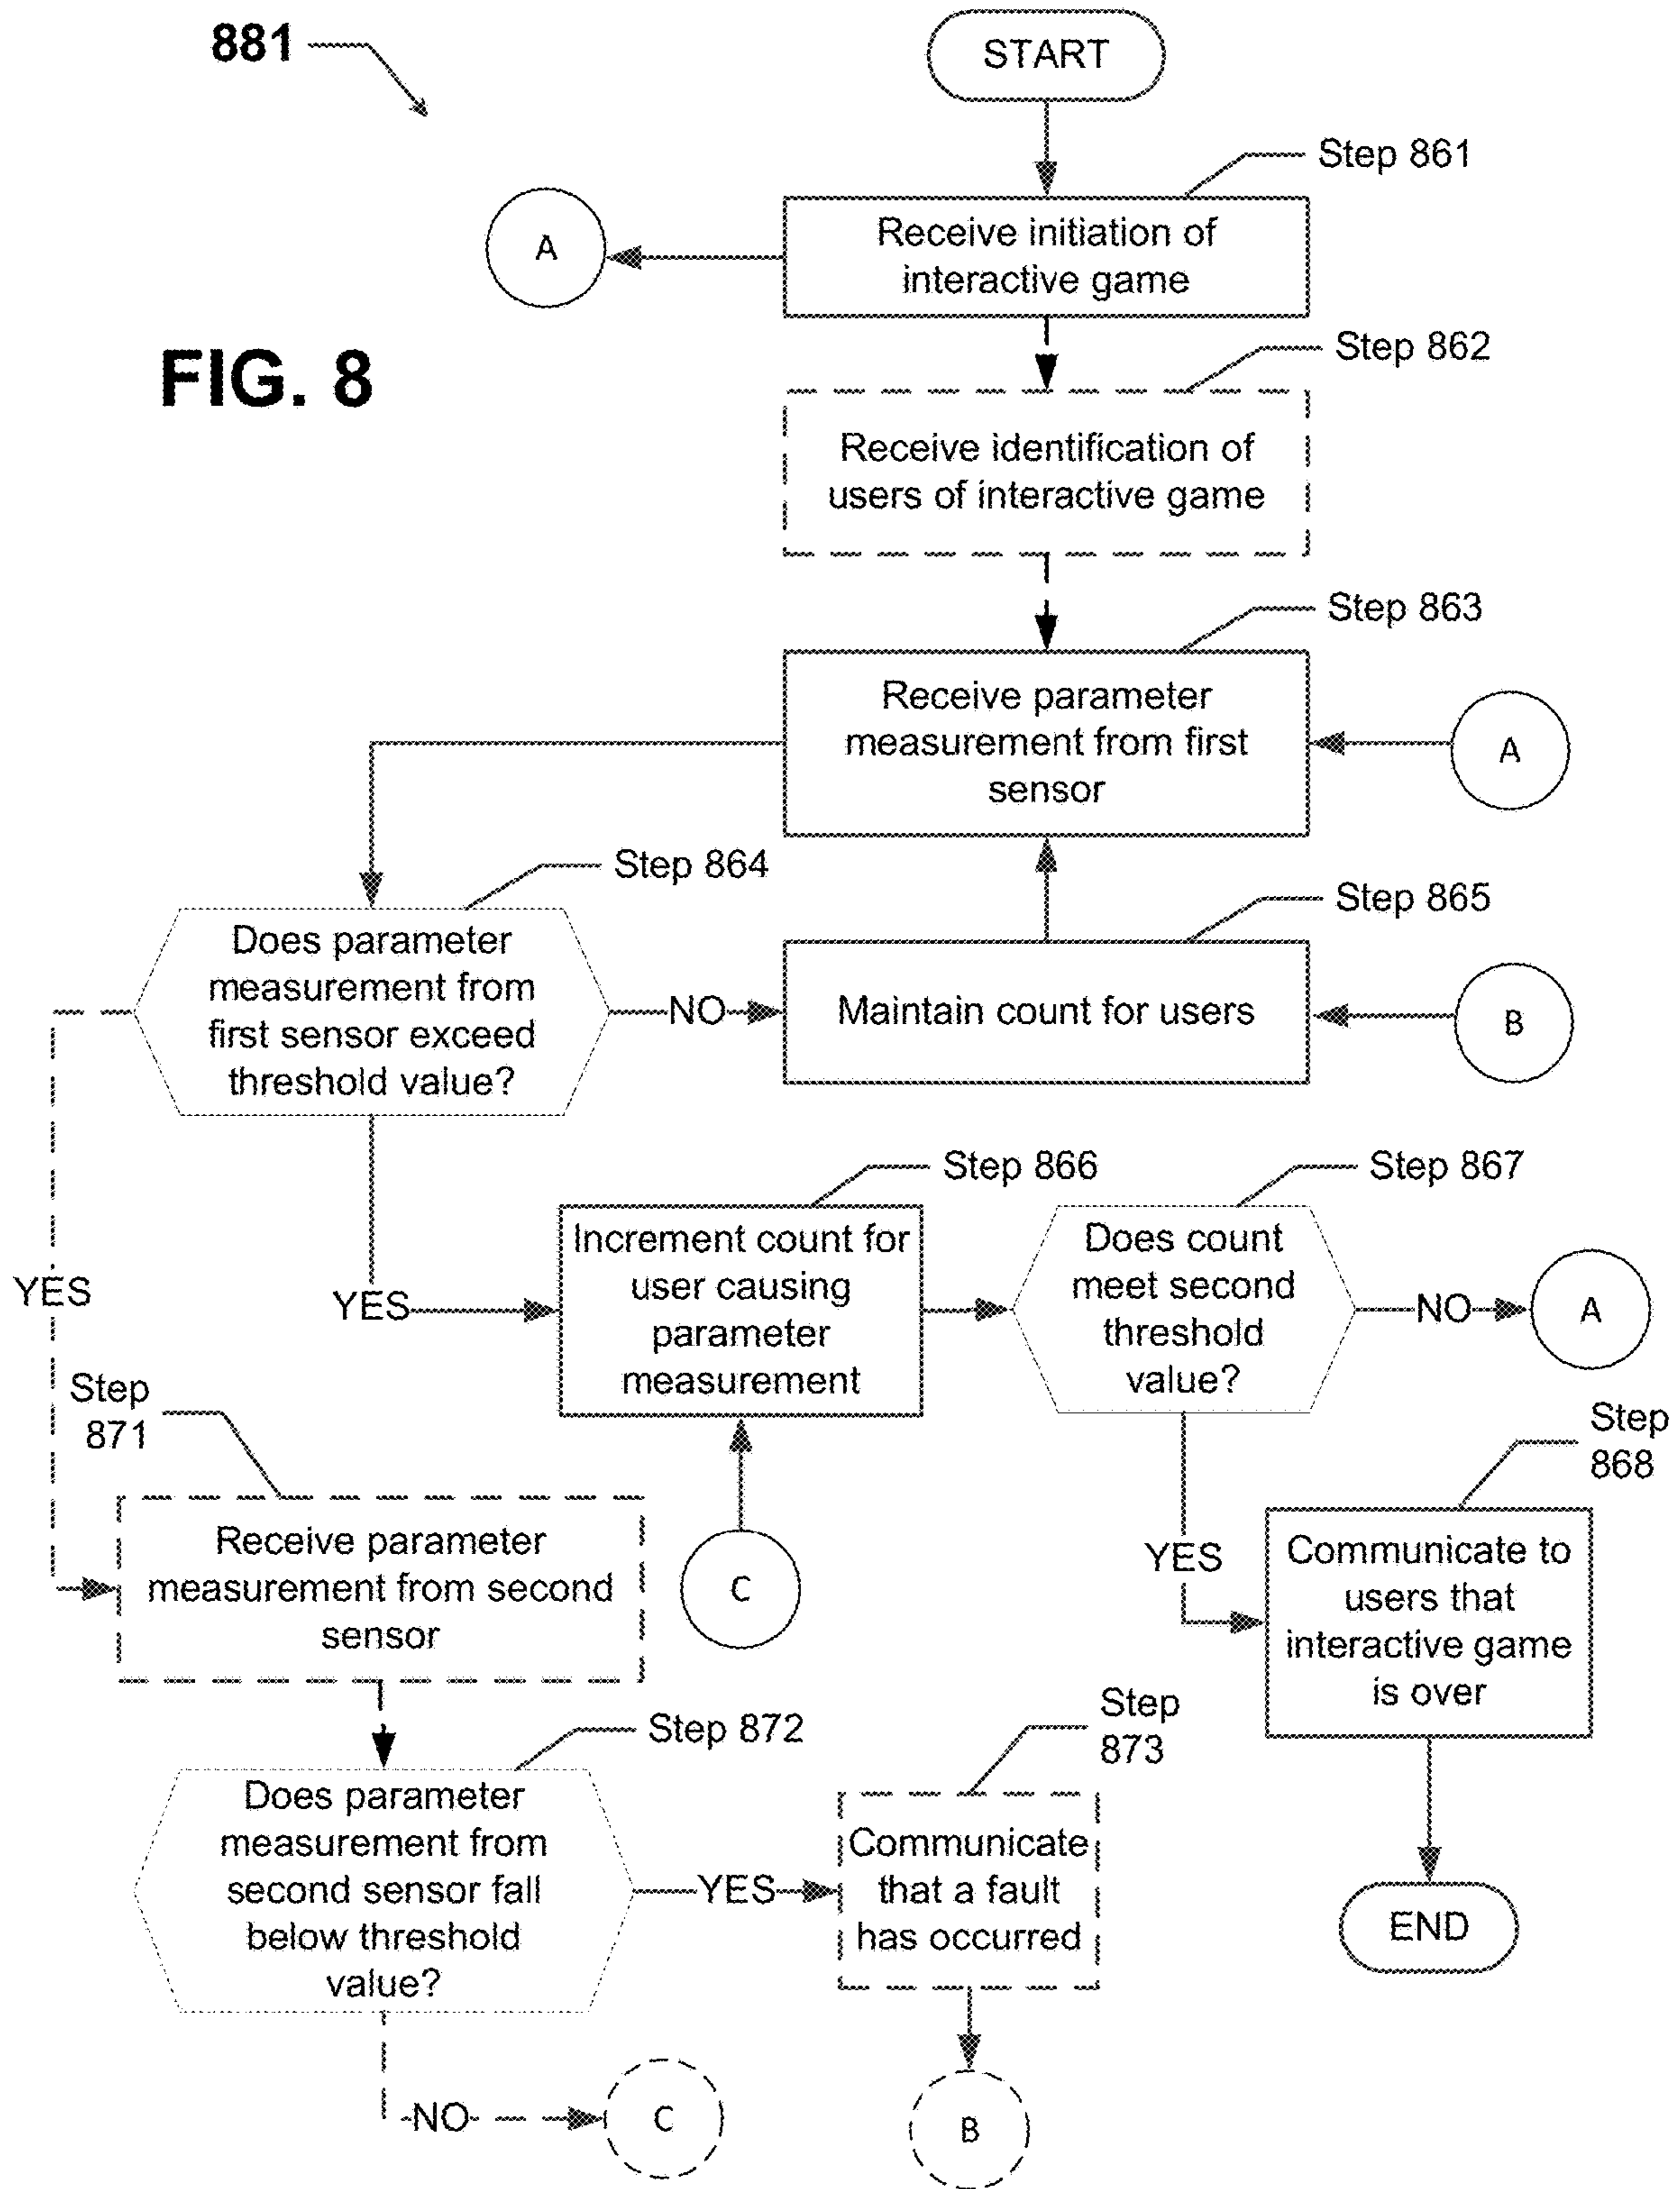 881
START
Step 861
A
Receive initiation of
interactive game
FIG. 8
Step 862
Receive identification of
users of interactive game
Step 863
Receive parameter
measurement from first
sensor
A
Step 864
Step 865
Does parameter
measurement from
first sensor exceed
threshold value?
NO
Maintain count for users
B
Step 866
Step 867
YES
YES
Increment count for
user causing
parameter
measurement
Does count
meet second
threshold
value?
NO
A
Step
871
Step
868
Receive parameter
measurement from second
sensor
C
YES
Communicate to
users that
interactive game
is over
Step 872
Step
873
Does parameter
measurement from
second sensor fall
below threshold
value?
YES
Communicate
that a fault
has occurred
END
NO
C
B